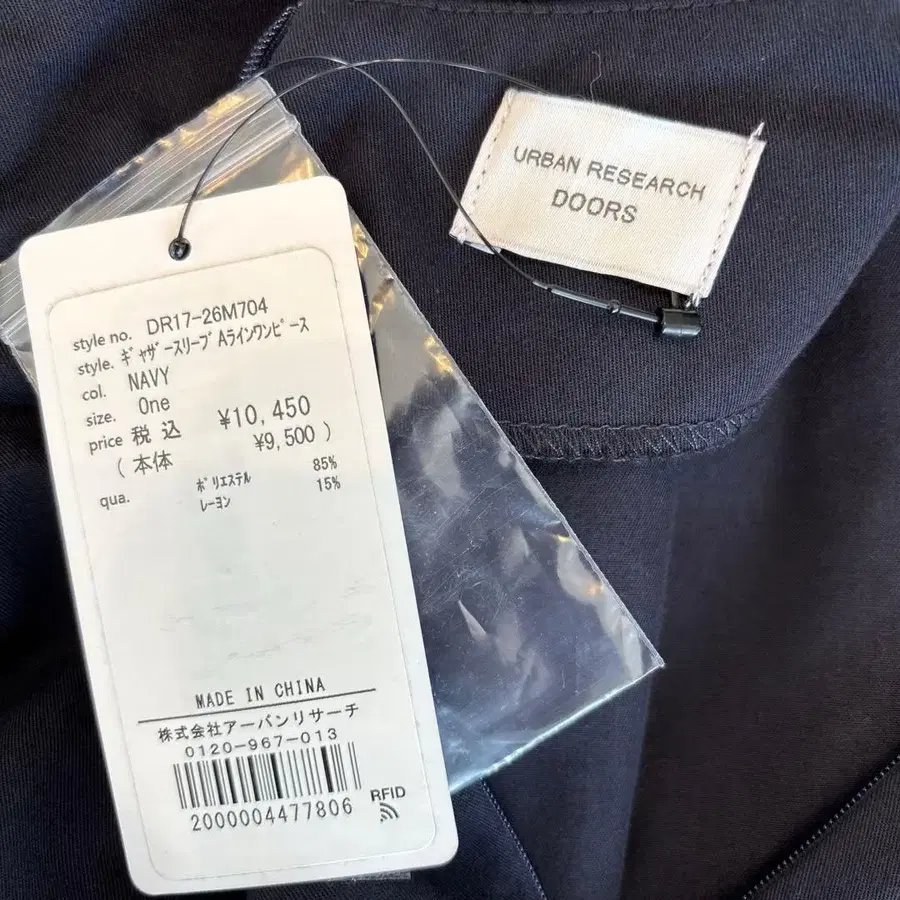 URBAN RESEARCH
DOORS
style no. DR17-26M704
style. ギャザースリーブAラインワンピース
col. NAVY
size. One
price 税込 ¥10,450
(本体 ¥9,500)
qua. ポリエステル 85%
レーヨン 15%
MADE IN CHINA
株式会社アーバンリサーチ
0120-967-013
2000004477806
RFID